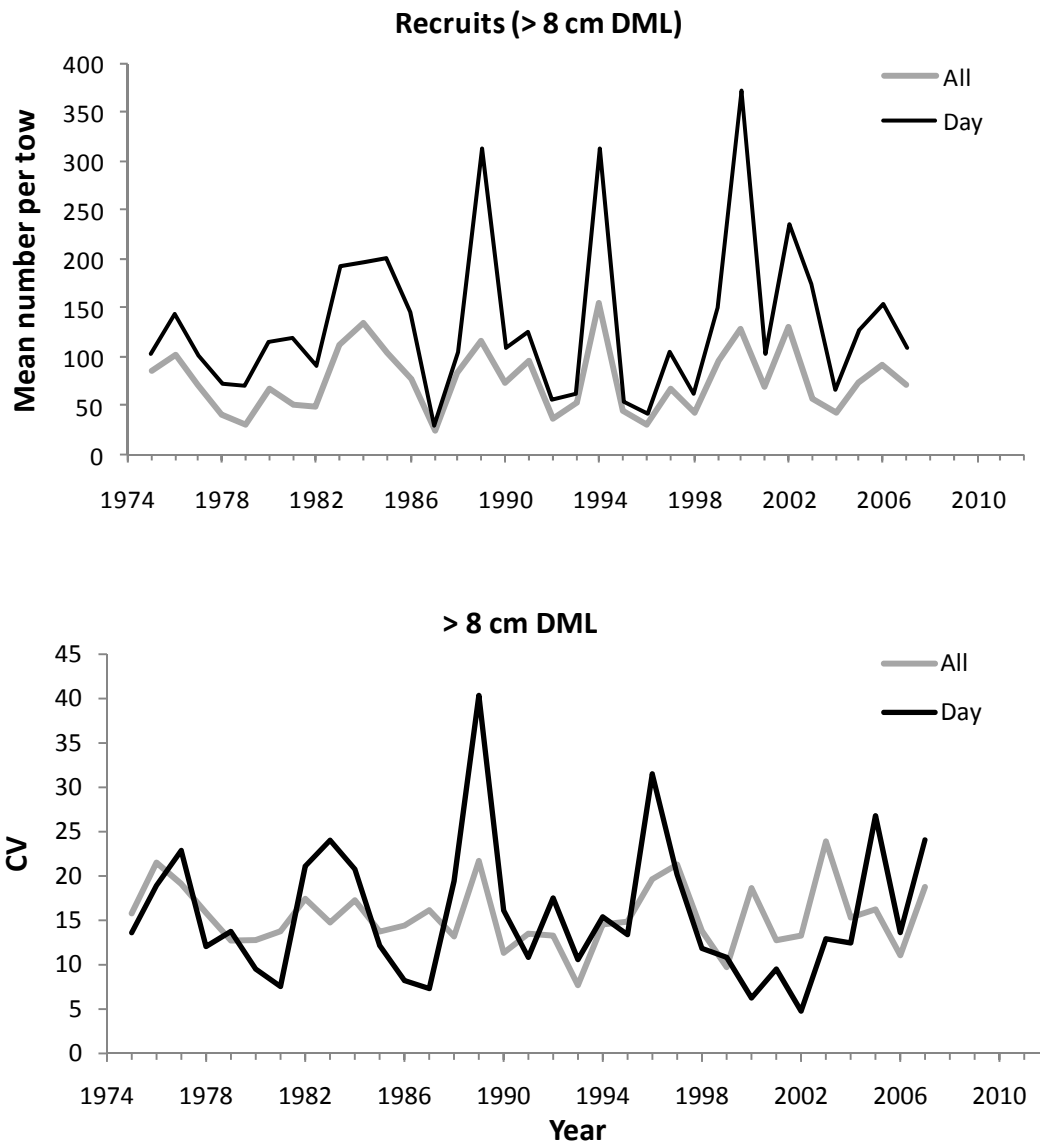 Recruits (> 8 cm DML)
Mean number per tow
400
350
300
250
200
150
100
50
0
All
Day
1974 1978 1982 1986 1990 1994 1998 2002 2006 2010
> 8 cm DML
CV
45
40
35
30
25
20
15
10
5
0
All
Day
1974 1978 1982 1986 1990 1994 1998 2002 2006 2010
Year